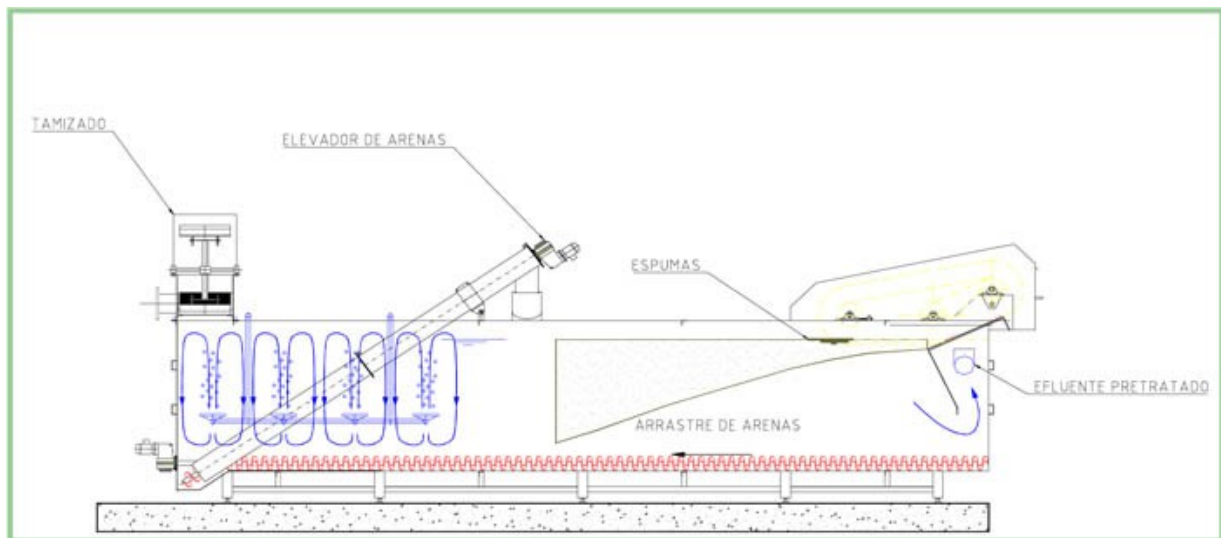 TAMIZADO
ELEVADOR DE ARENAS
ESPUMAS
EFLUENTE PRETRATADO
ARRASTRE DE ARENAS